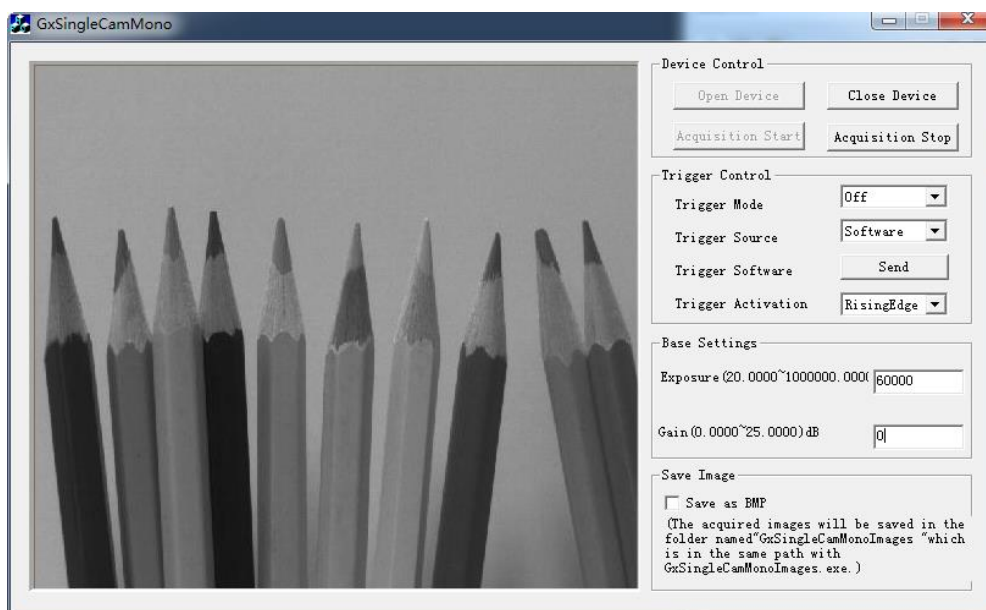 GxSingleCamMono
Device Control
Open Device
Close Device
Acquisition Start
Acquisition Stop
Trigger Control
Trigger Mode
Off
Trigger Source
Software
Trigger Software
Send
Trigger Activation
RisingEdge
Base Settings
Exposure(20.0000~1000000.000(
60000
Gain(0.0000~25.0000)dB
0
Save Image
Save as BMP
(The acquired images will be saved in the
folder named"GxSingleCamMonoImages "which
is in the same path with
GxSingleCamMonoImages.exe.)